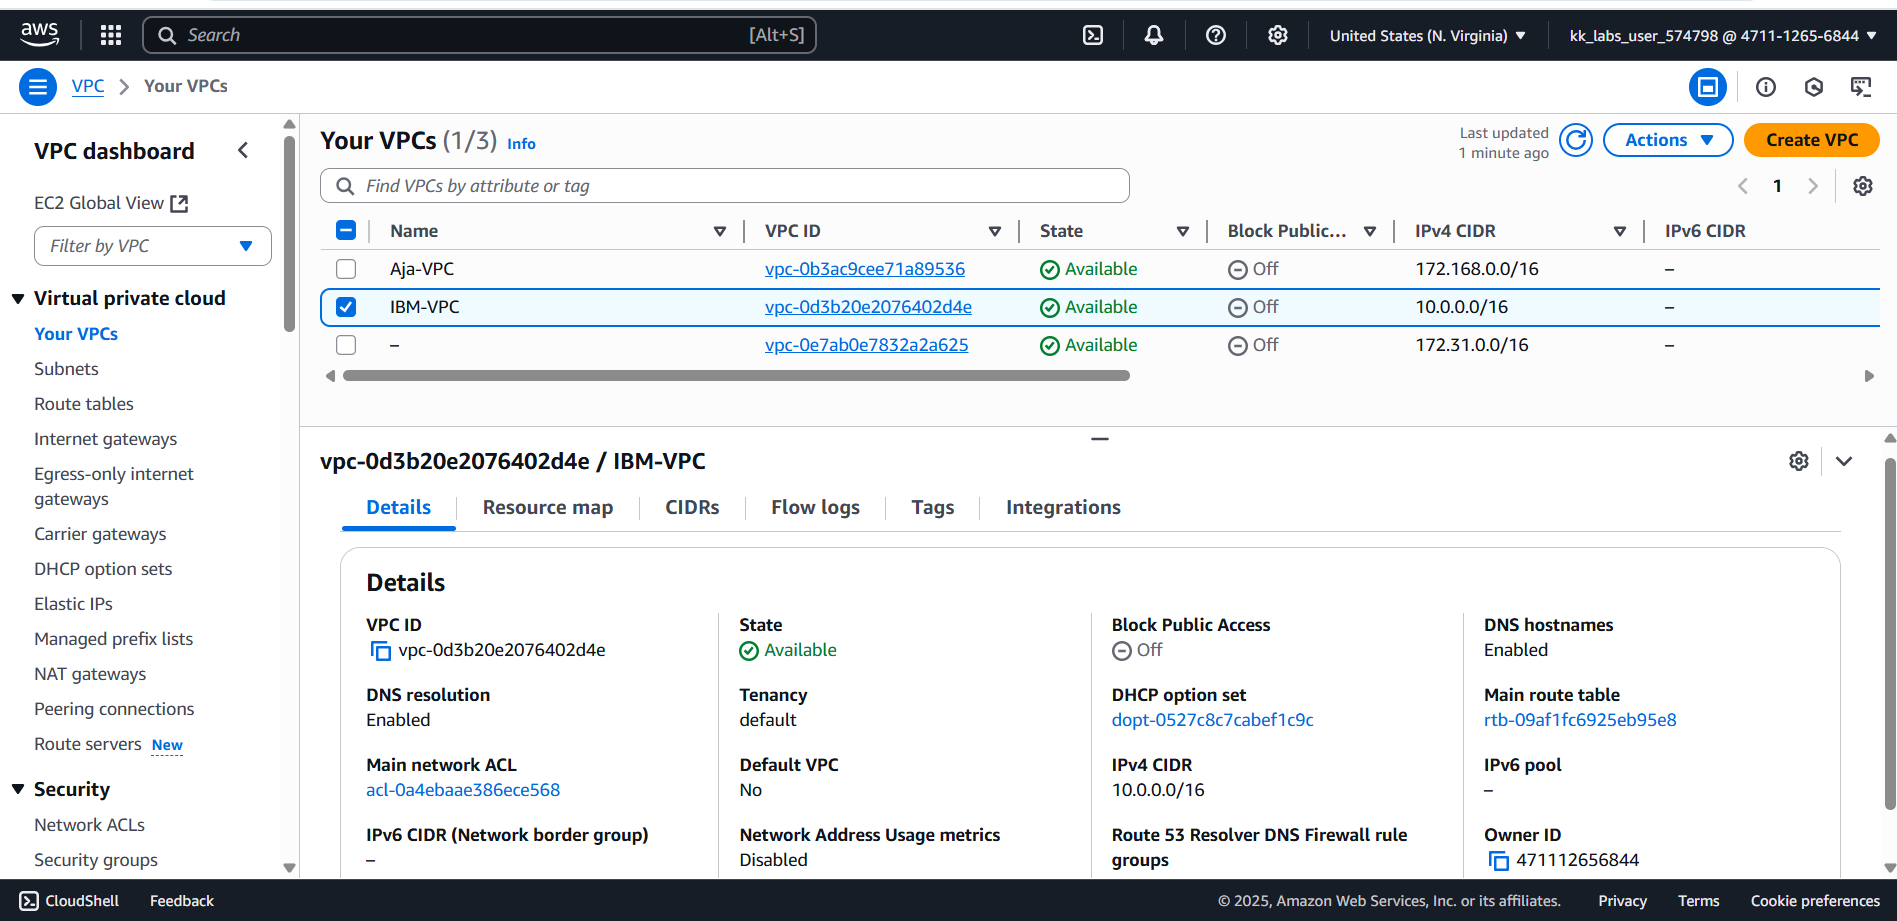 aws
Search
[Alt+S]
United States (N. Virginia)
kk_labs_user_574798 @ 4711-1265-6844
VPC
Your VPCs
VPC dashboard
EC2 Global View
Filter by VPC
Virtual private cloud
Your VPCs
Subnets
Route tables
Internet gateways
Egress-only internet
gateways
Carrier gateways
DHCP option sets
Elastic IPs
Managed prefix lists
NAT gateways
Peering connections
Route servers New
Security
Network ACLs
Security groups
Your VPCs (1/3) Info
Last updated
1 minute ago
Actions
Create VPC
Find VPCs by attribute or tag
1
Name VPC ID State Block Public... IPv4 CIDR IPv6 CIDR
Aja-VPC vpc-0b3ac9cee71a89536 Available Off 172.168.0.0/16 –
IBM-VPC vpc-0d3b20e2076402d4e Available Off 10.0.0.0/16 –
– vpc-0e7ab0e7832a2a625 Available Off 172.31.0.0/16 –
vpc-0d3b20e2076402d4e / IBM-VPC
Details Resource map CIDRs Flow logs Tags Integrations
Details
VPC ID
vpc-0d3b20e2076402d4e
State
Available
Block Public Access
Off
DNS hostnames
Enabled
DNS resolution
Enabled
Tenancy
default
DHCP option set
dopt-0527c8c7cabef1c9c
Main route table
rtb-09af1fc6925eb95e8
Main network ACL
acl-0a4ebaae386ece568
Default VPC
No
IPv4 CIDR
10.0.0.0/16
IPv6 pool
–
IPv6 CIDR (Network border group)
–
Network Address Usage metrics
Disabled
Route 53 Resolver DNS Firewall rule
groups
Owner ID
471112656844
CloudShell
Feedback
© 2025, Amazon Web Services, Inc. or its affiliates.
Privacy
Terms
Cookie preferences